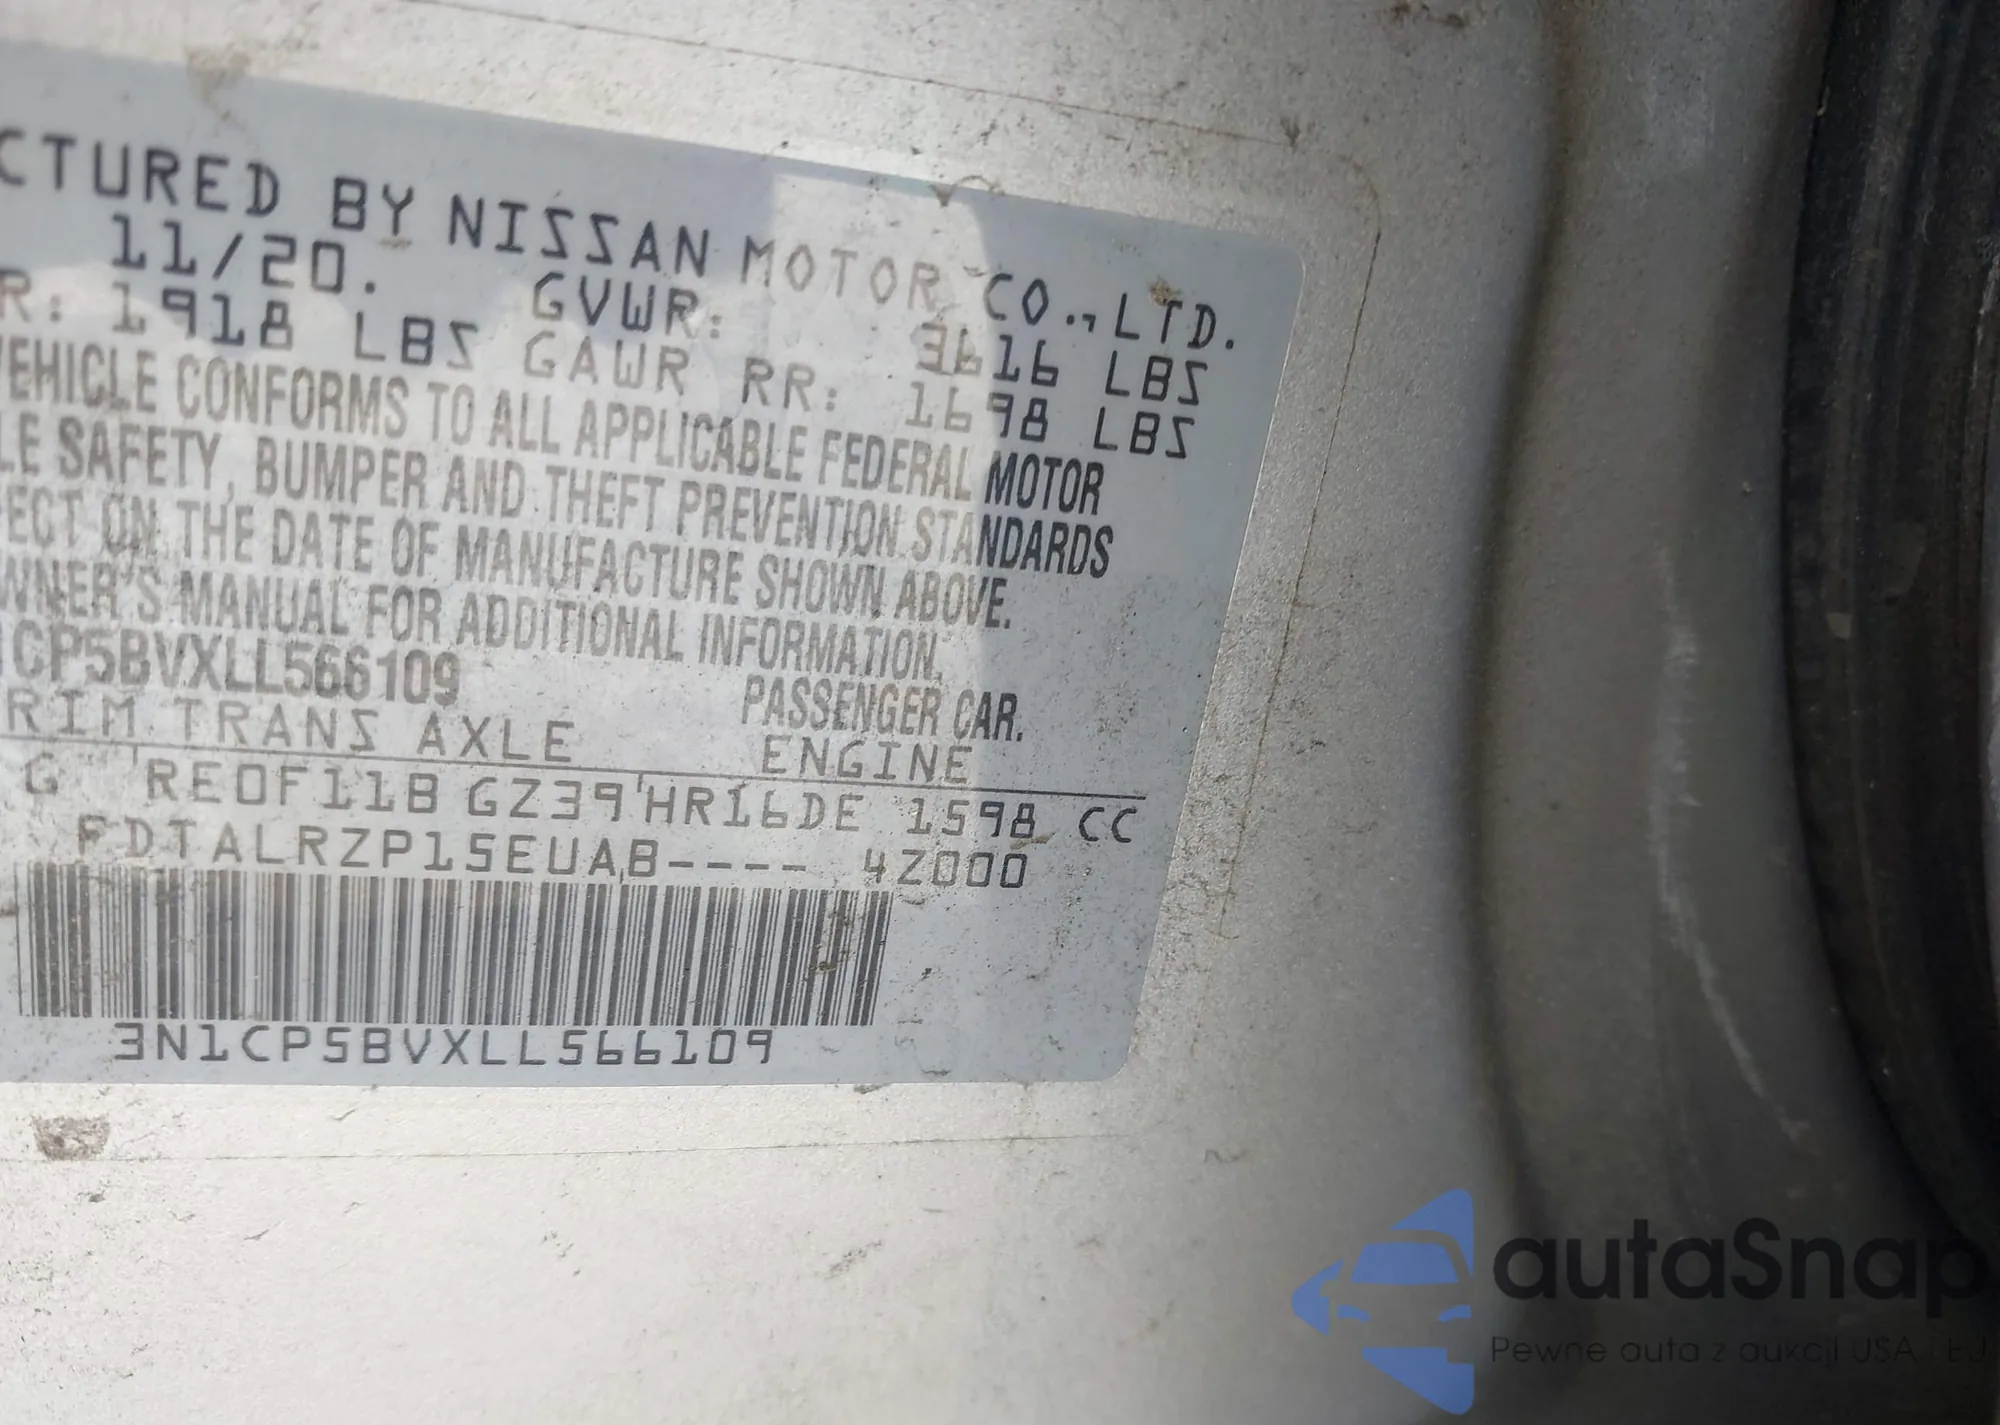 CTURED BY NISSAN MOTOR CO.,LTD.
11/20. GVWR: 3616 LBS
R: 1918 LBS GAWR RR: 1698 LBS
VEHICLE CONFORMS TO ALL APPLICABLE FEDERAL MOTOR
LE SAFETY, BUMPER AND THEFT PREVENTION STANDARDS
FECT ON THE DATE OF MANUFACTURE SHOWN ABOVE.
WNER'S MANUAL FOR ADDITIONAL INFORMATION.
1CP5BVXLL566109 PASSENGER CAR.
RIM TRANS AXLE ENGINE
G RE0F11B GZ39 HR16DE 1598 CC
FDTALRZP15EUAB---- 4Z000
3N1CP5BVXLL566109
autaSnap
Pewne auta z aukcji USA i EU